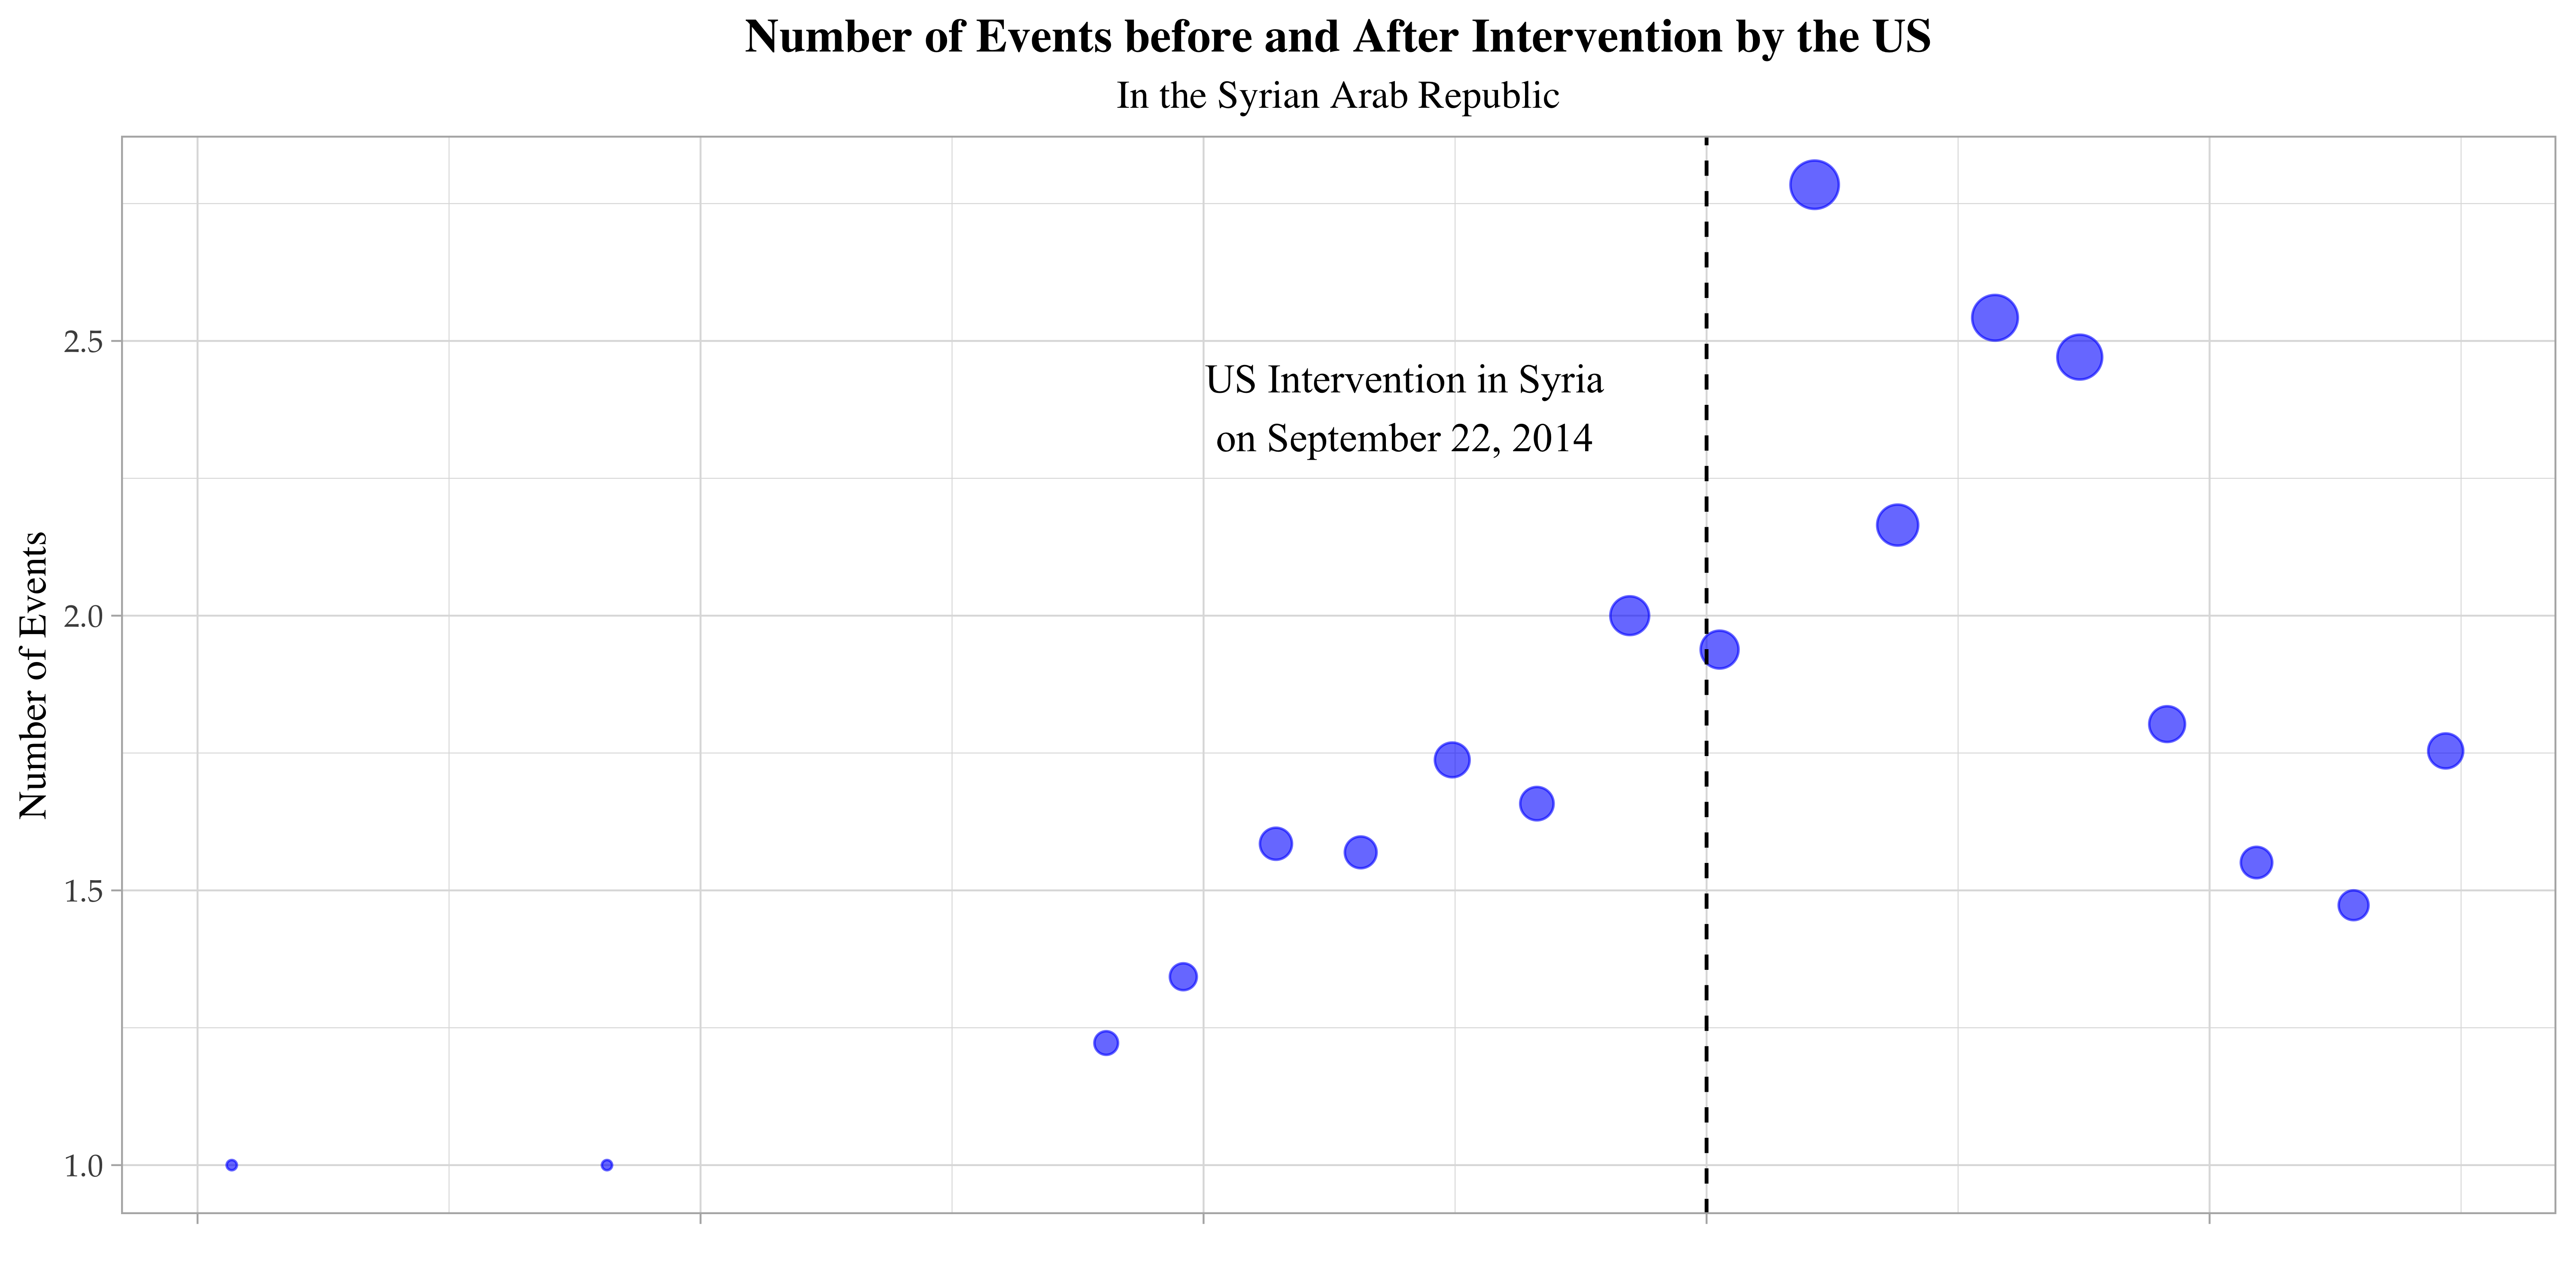 Number of Events before and After Intervention by the US
In the Syrian Arab Republic
Number of Events
2.5
2.0
1.5
1.0
US Intervention in Syria
on September 22, 2014